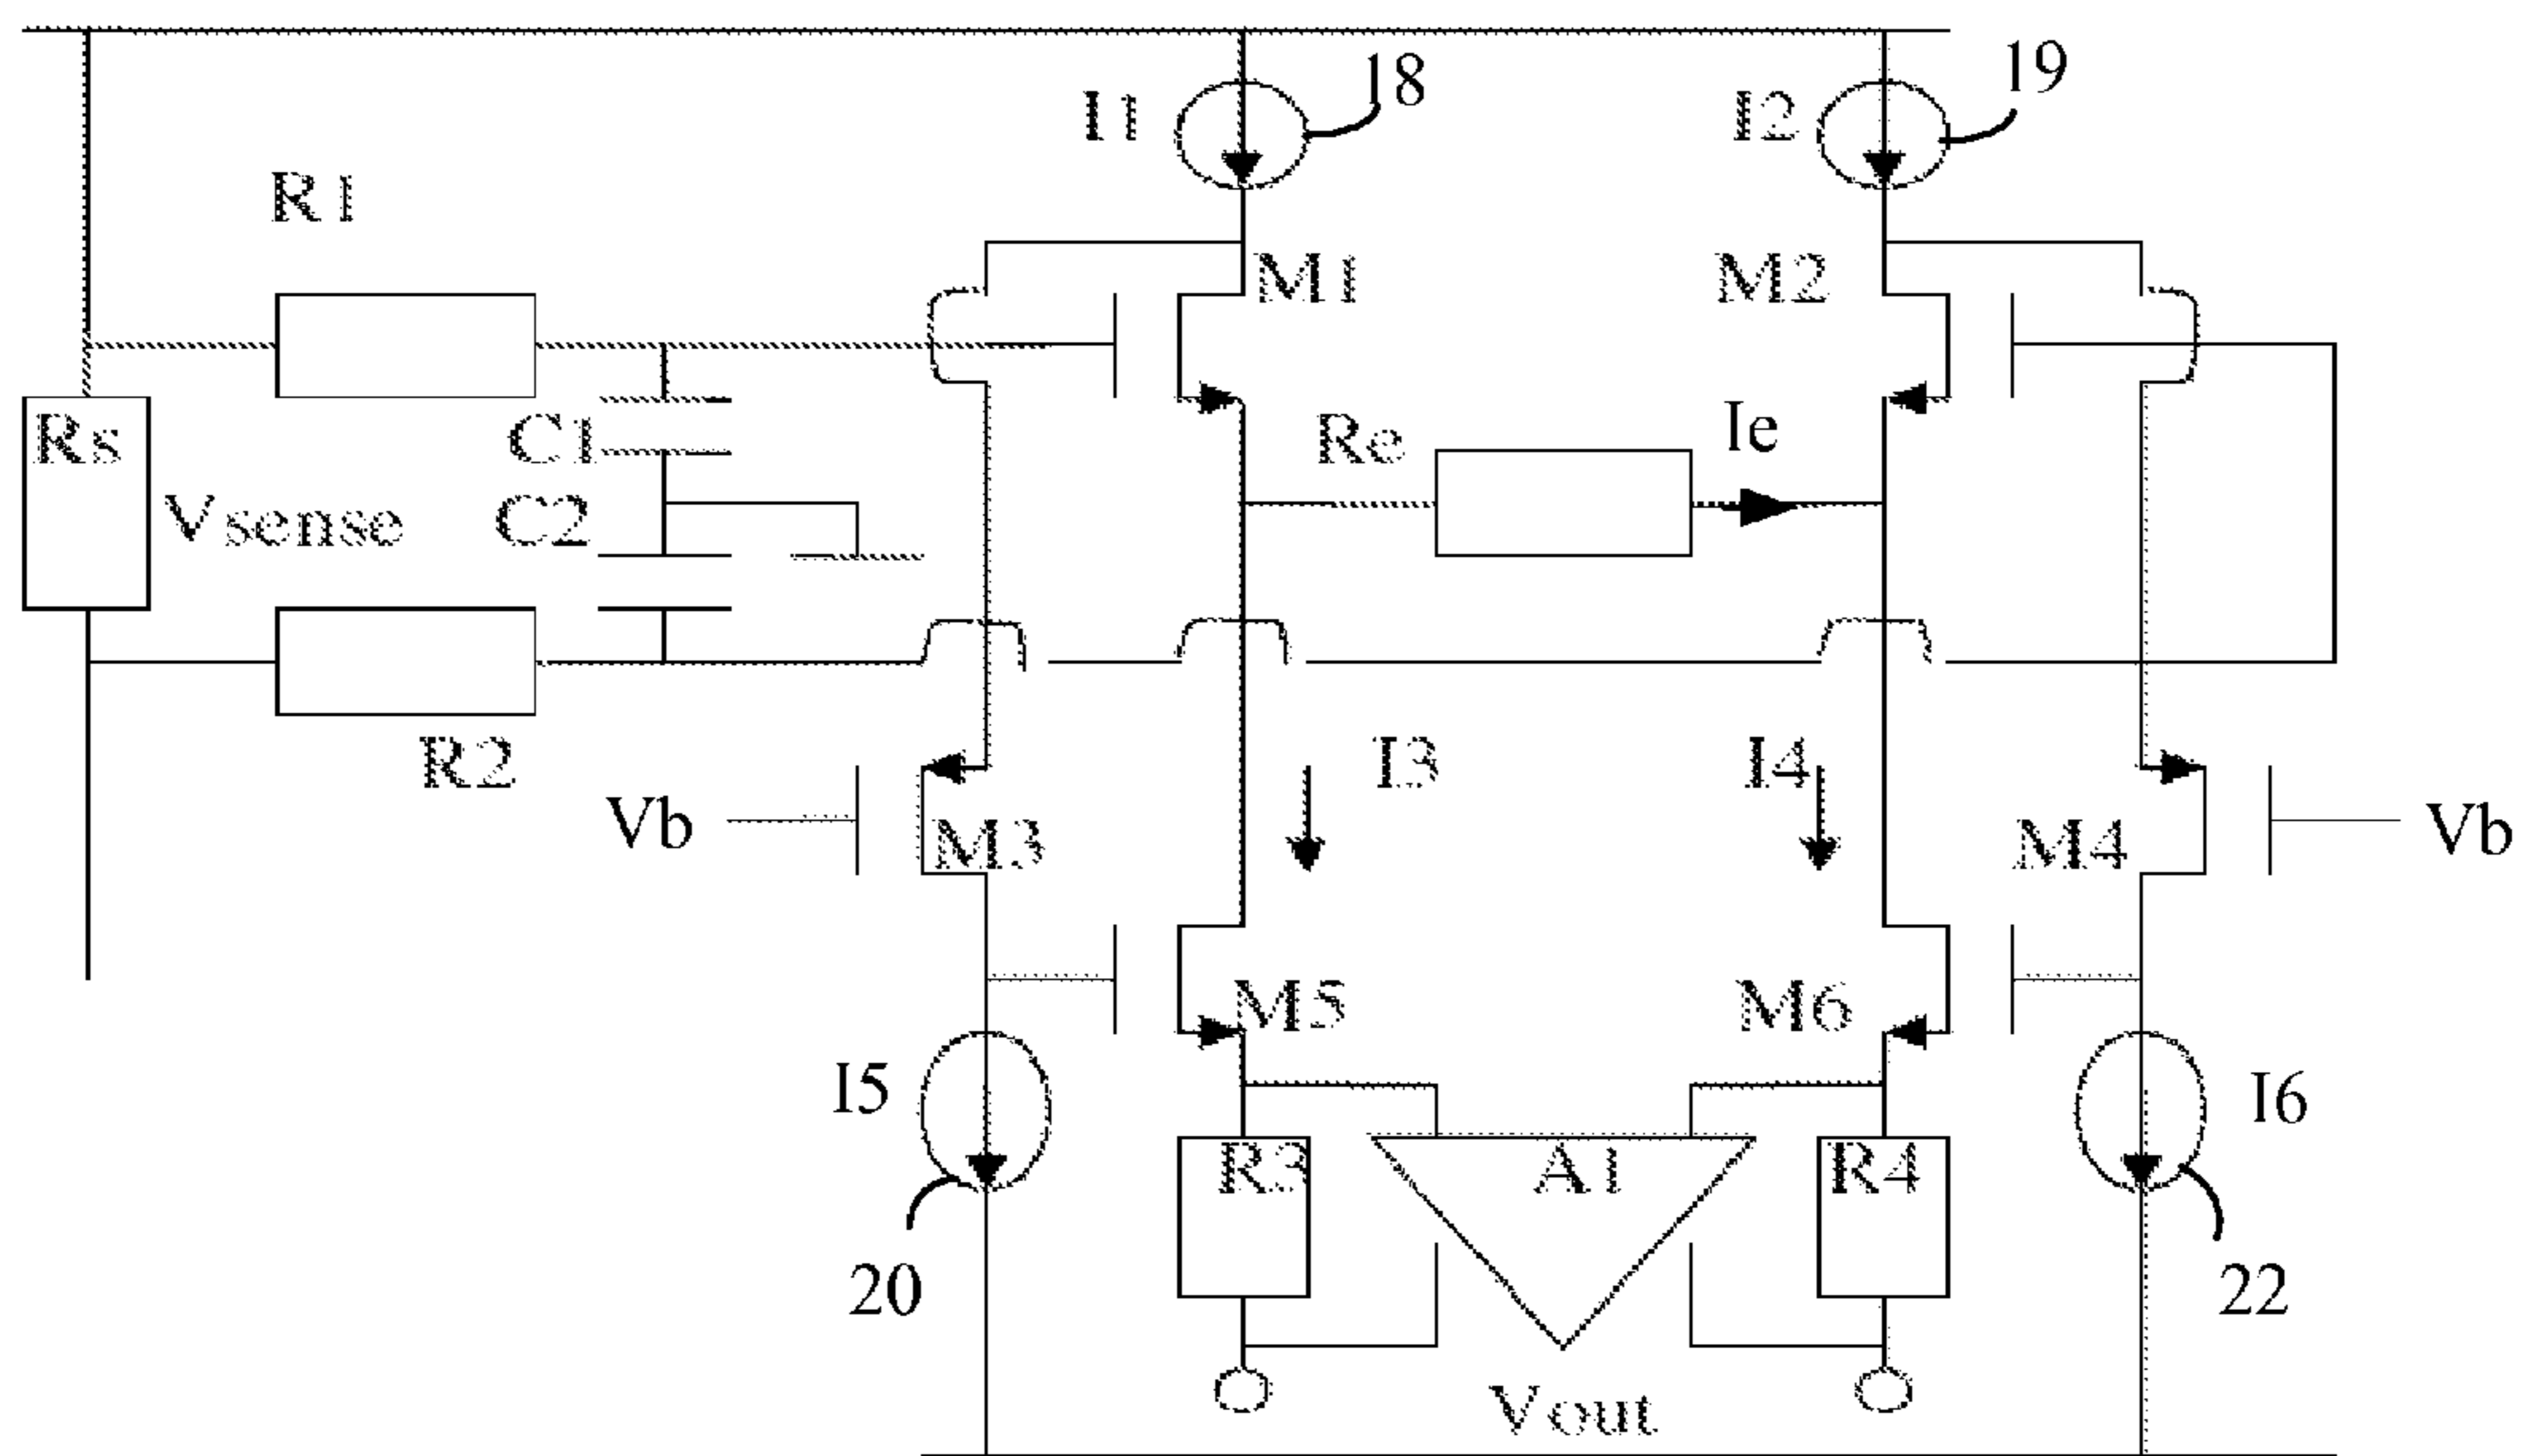 18
19
I1
I2
R1
M1
M2
Rs
C1
Re
Ie
Vsense
C2
R2
I3
I4
Vb
M3
M4
Vb
M5
M6
I5
I6
R3
A1
R4
20
22
Vout